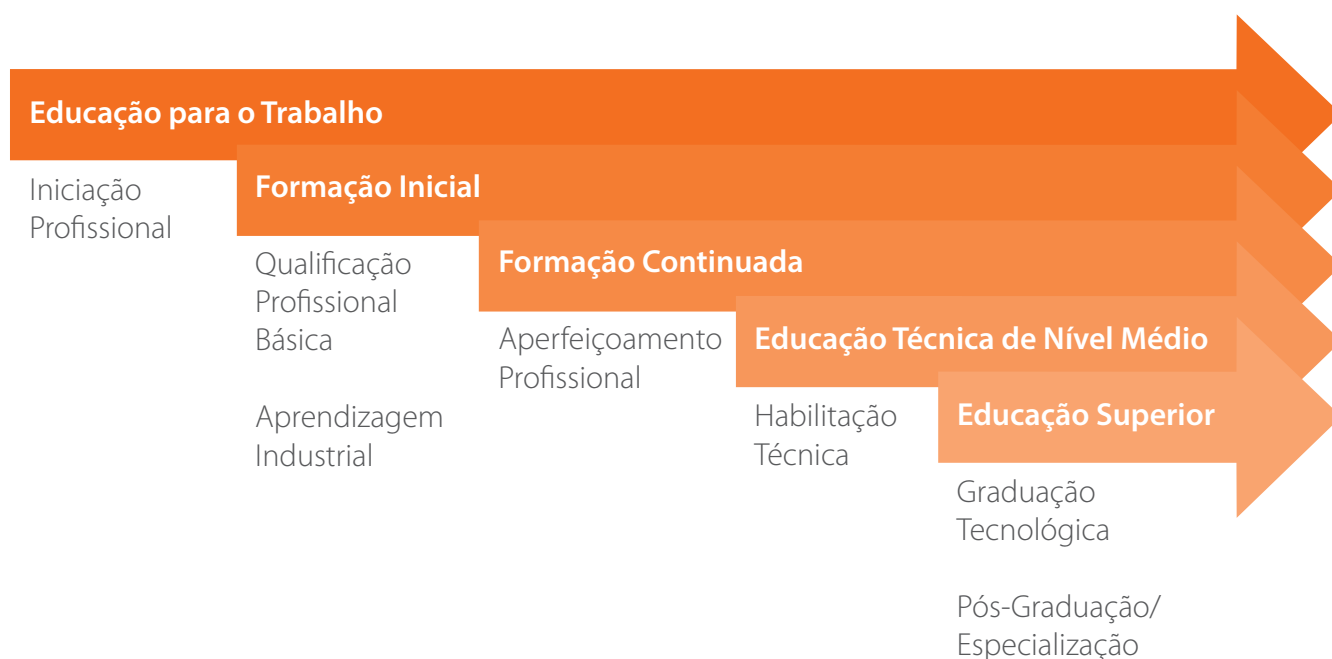 Educação para o Trabalho
Iniciação
Profissional
Formação Inicial
Qualificação
Profissional
Básica
Aprendizagem
Industrial
Formação Continuada
Aperfeiçoamento
Profissional
Educação Técnica de Nível Médio
Habilitação
Técnica
Educação Superior
Graduação
Tecnológica
Pós-Graduação/
Especialização